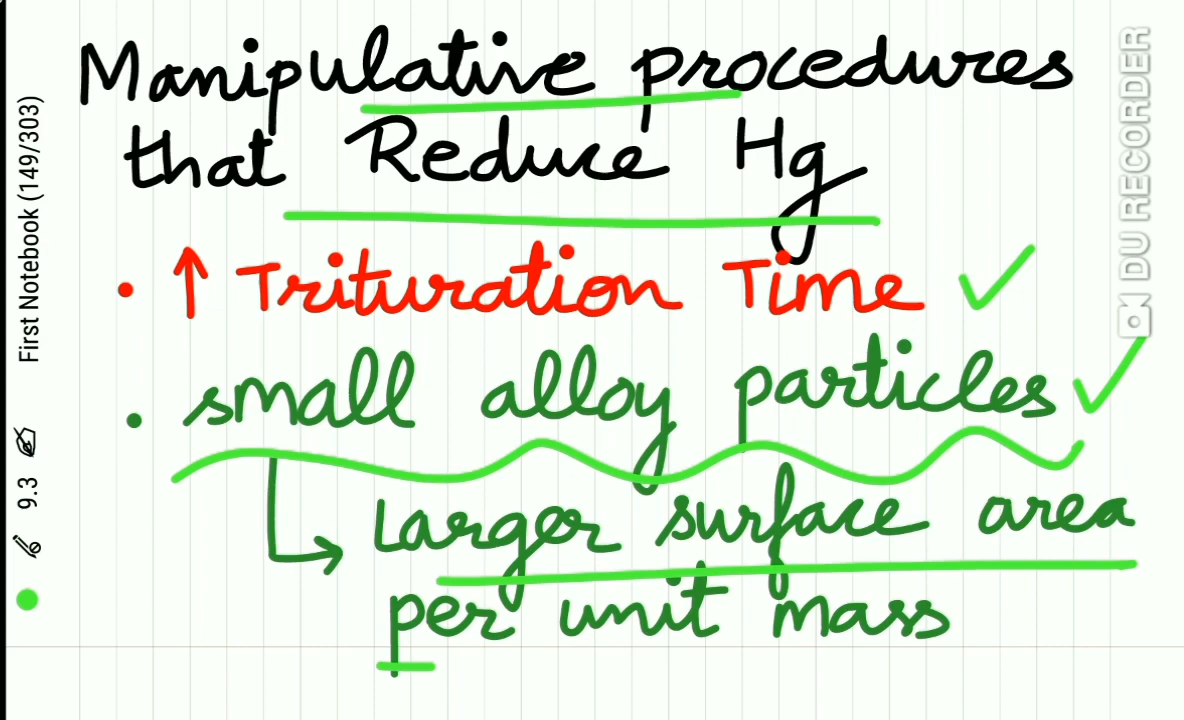 Manipulative procedures
that Reduce Hg
• ↑ Trituration Time ✓
• small alloy particles ✓
↳ Larger surface area
per unit mass
First Notebook (149/303)
9.3
DU RECORDER